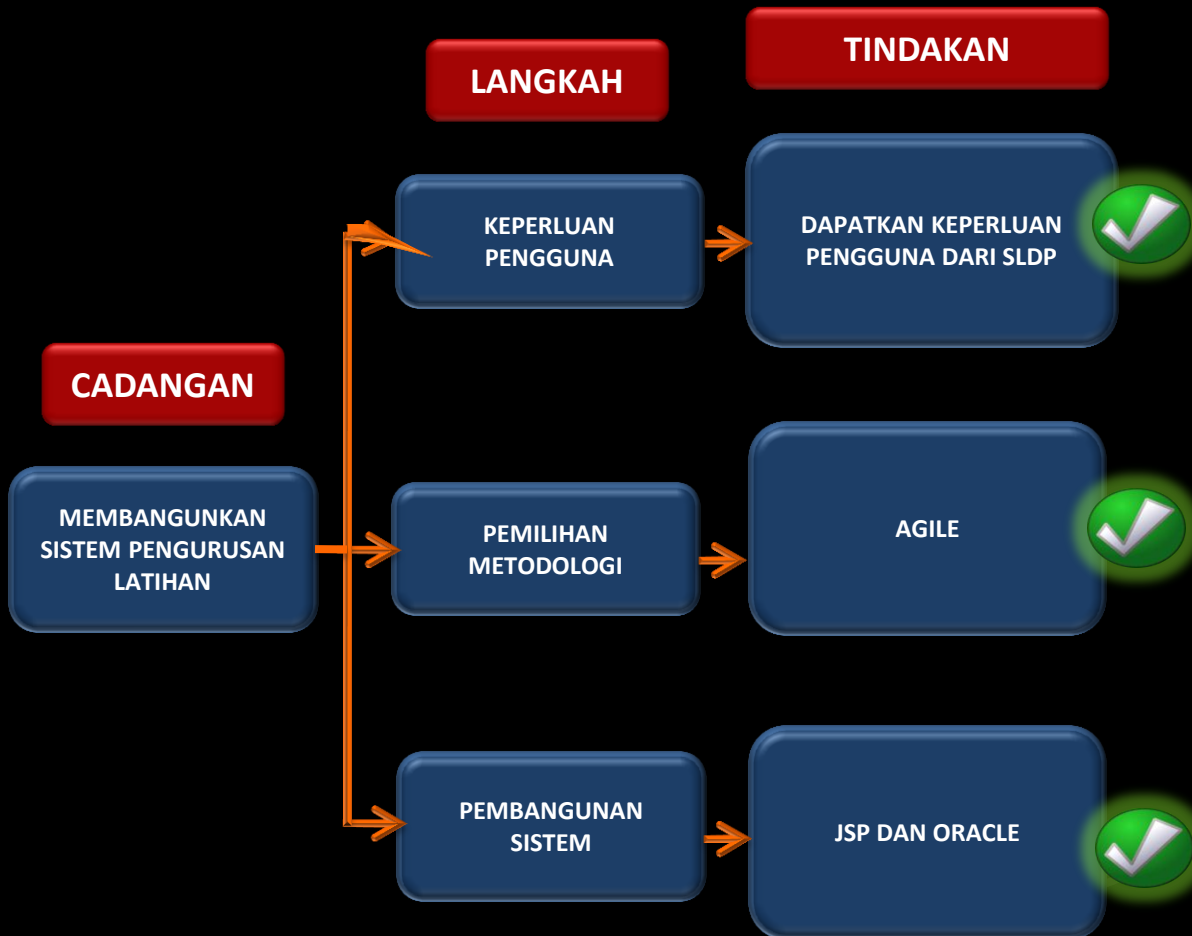 TINDAKAN
LANGKAH
KEPERLUAN
PENGGUNA
DAPATKAN KEPERLUAN
PENGGUNA DARI SLDP
CADANGAN
MEMBANGUNKAN
SISTEM PENGURUSAN
LATIHAN
PEMILIHAN
METODOLOGI
AGILE
PEMBANGUNAN
SISTEM
JSP DAN ORACLE